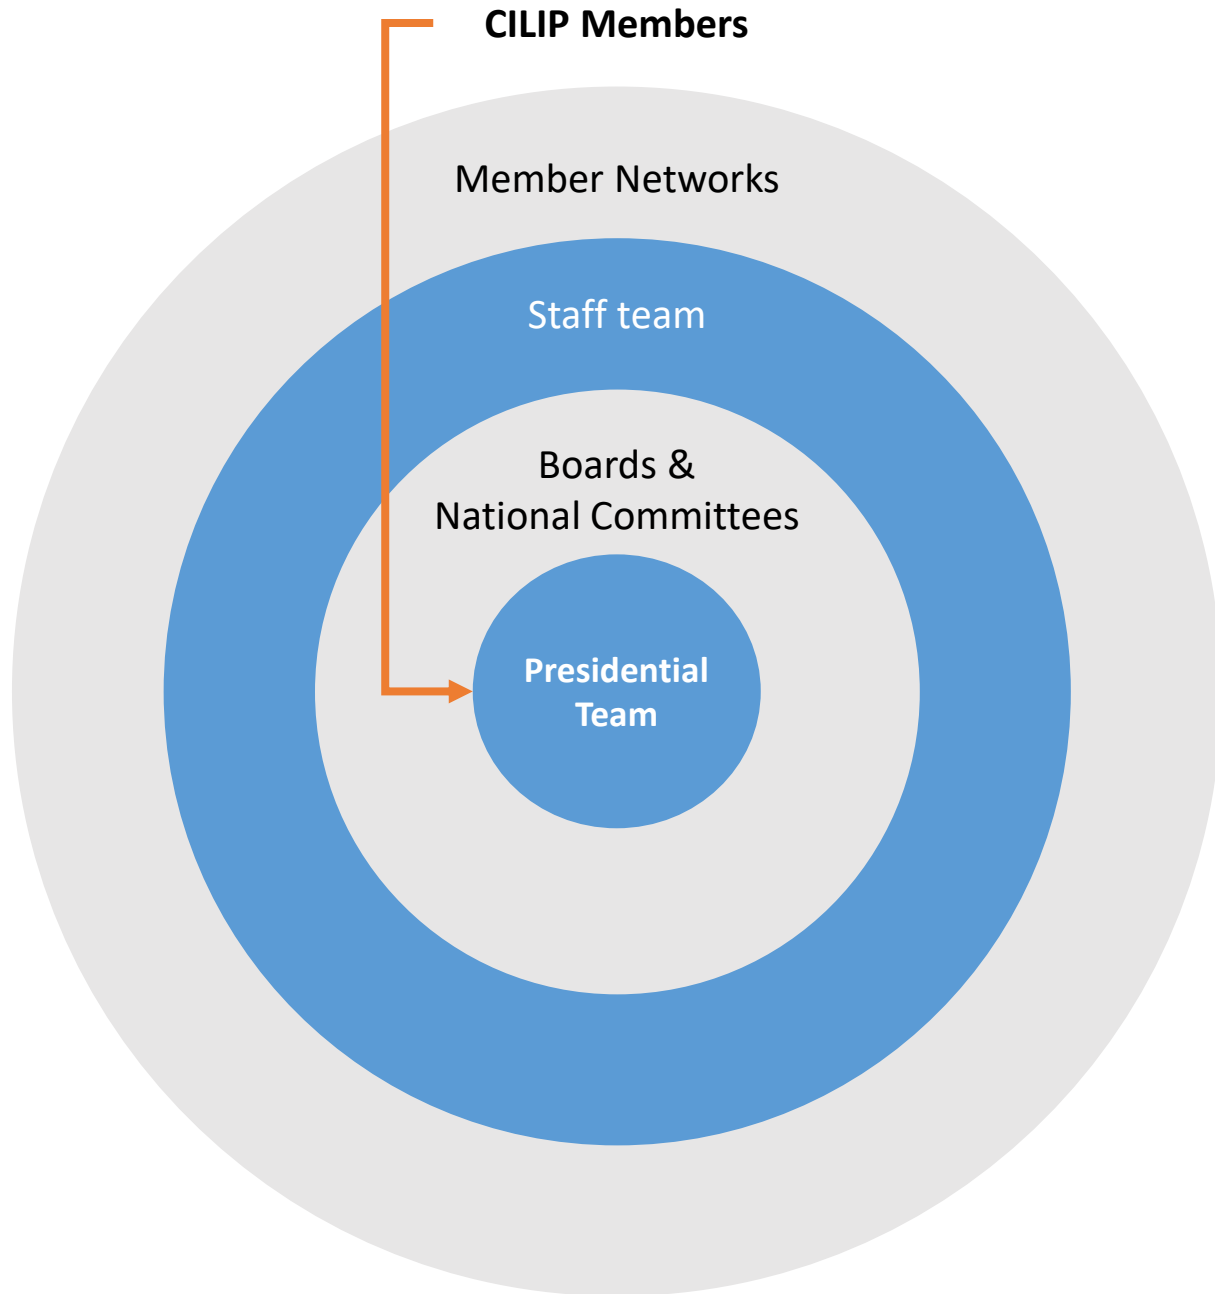 CILIP Members
Member Networks
Staff team
Boards &
National Committees
Presidential
Team